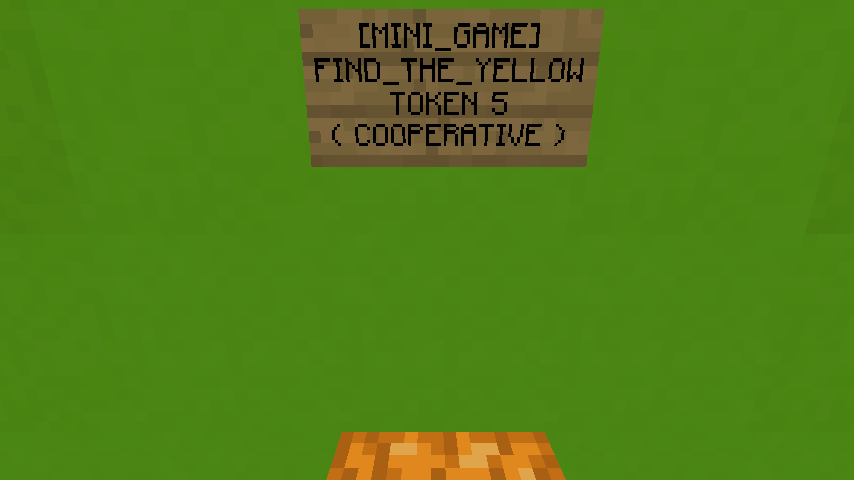 [MINI_GAME]
FIND_THE_YELLOW
TOKEN 5
( COOPERATIVE )